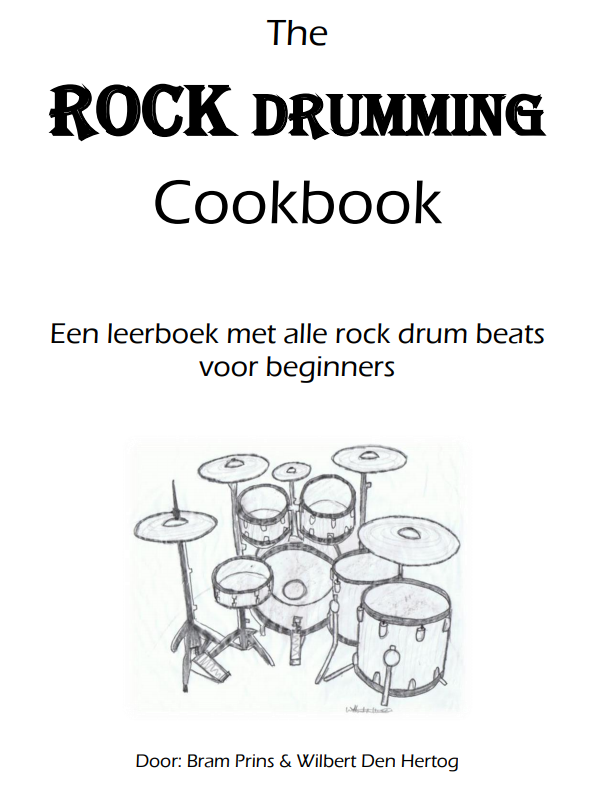 The
ROCK DRUMMING
Cookbook
Een leerboek met alle rock drum beats
voor beginners
Door: Bram Prins & Wilbert Den Hertog